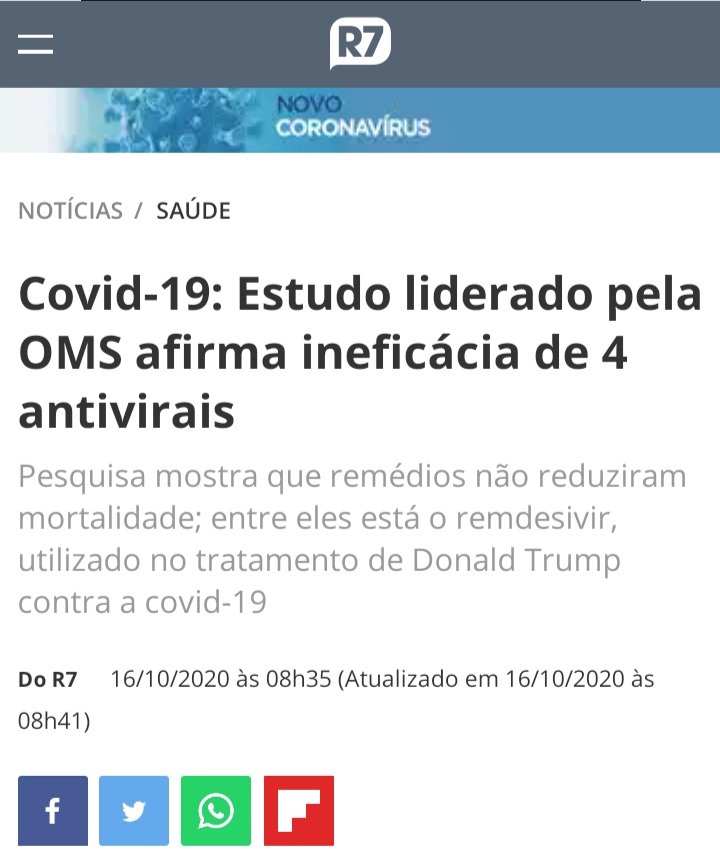 R7
NOVO
CORONAVÍRUS
NOTÍCIAS / SAÚDE
Covid-19: Estudo liderado pela
OMS afirma ineficácia de 4
antivirais
Pesquisa mostra que remédios não reduziram
mortalidade; entre eles está o remdesivir,
utilizado no tratamento de Donald Trump
contra a covid-19
Do R7 16/10/2020 às 08h35 (Atualizado em 16/10/2020 às
08h41)